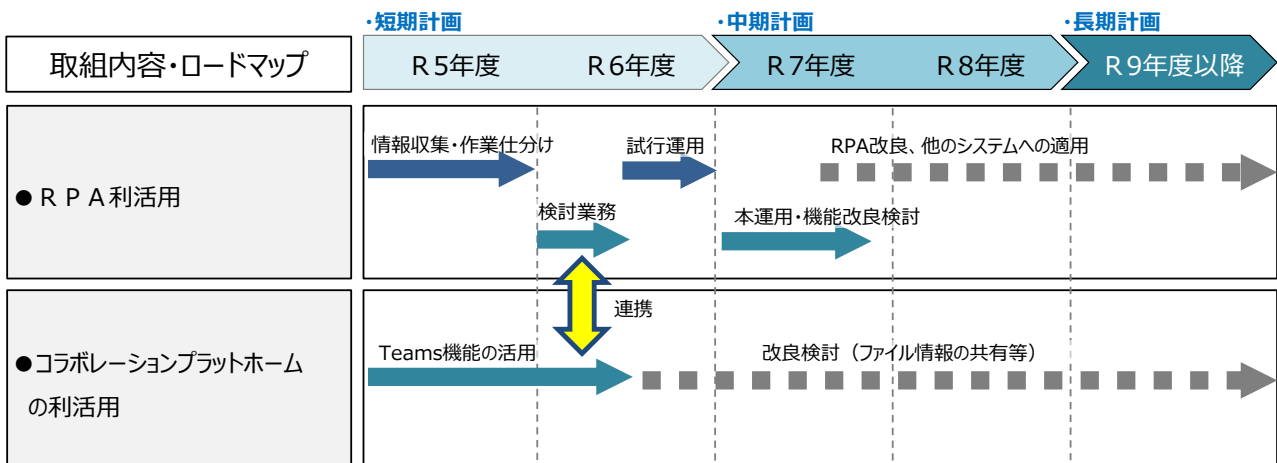 ・短期計画
・中期計画
・長期計画
取組内容・ロードマップ
R5年度
R6年度
R7年度
R8年度
R9年度以降
●RPA利活用
情報収集・作業仕分け
試行運用
RPA改良、他のシステムへの適用
検討業務
本運用・機能改良検討
連携
●コラボレーションプラットホーム
の利活用
Teams機能の活用
改良検討（ファイル情報の共有等）